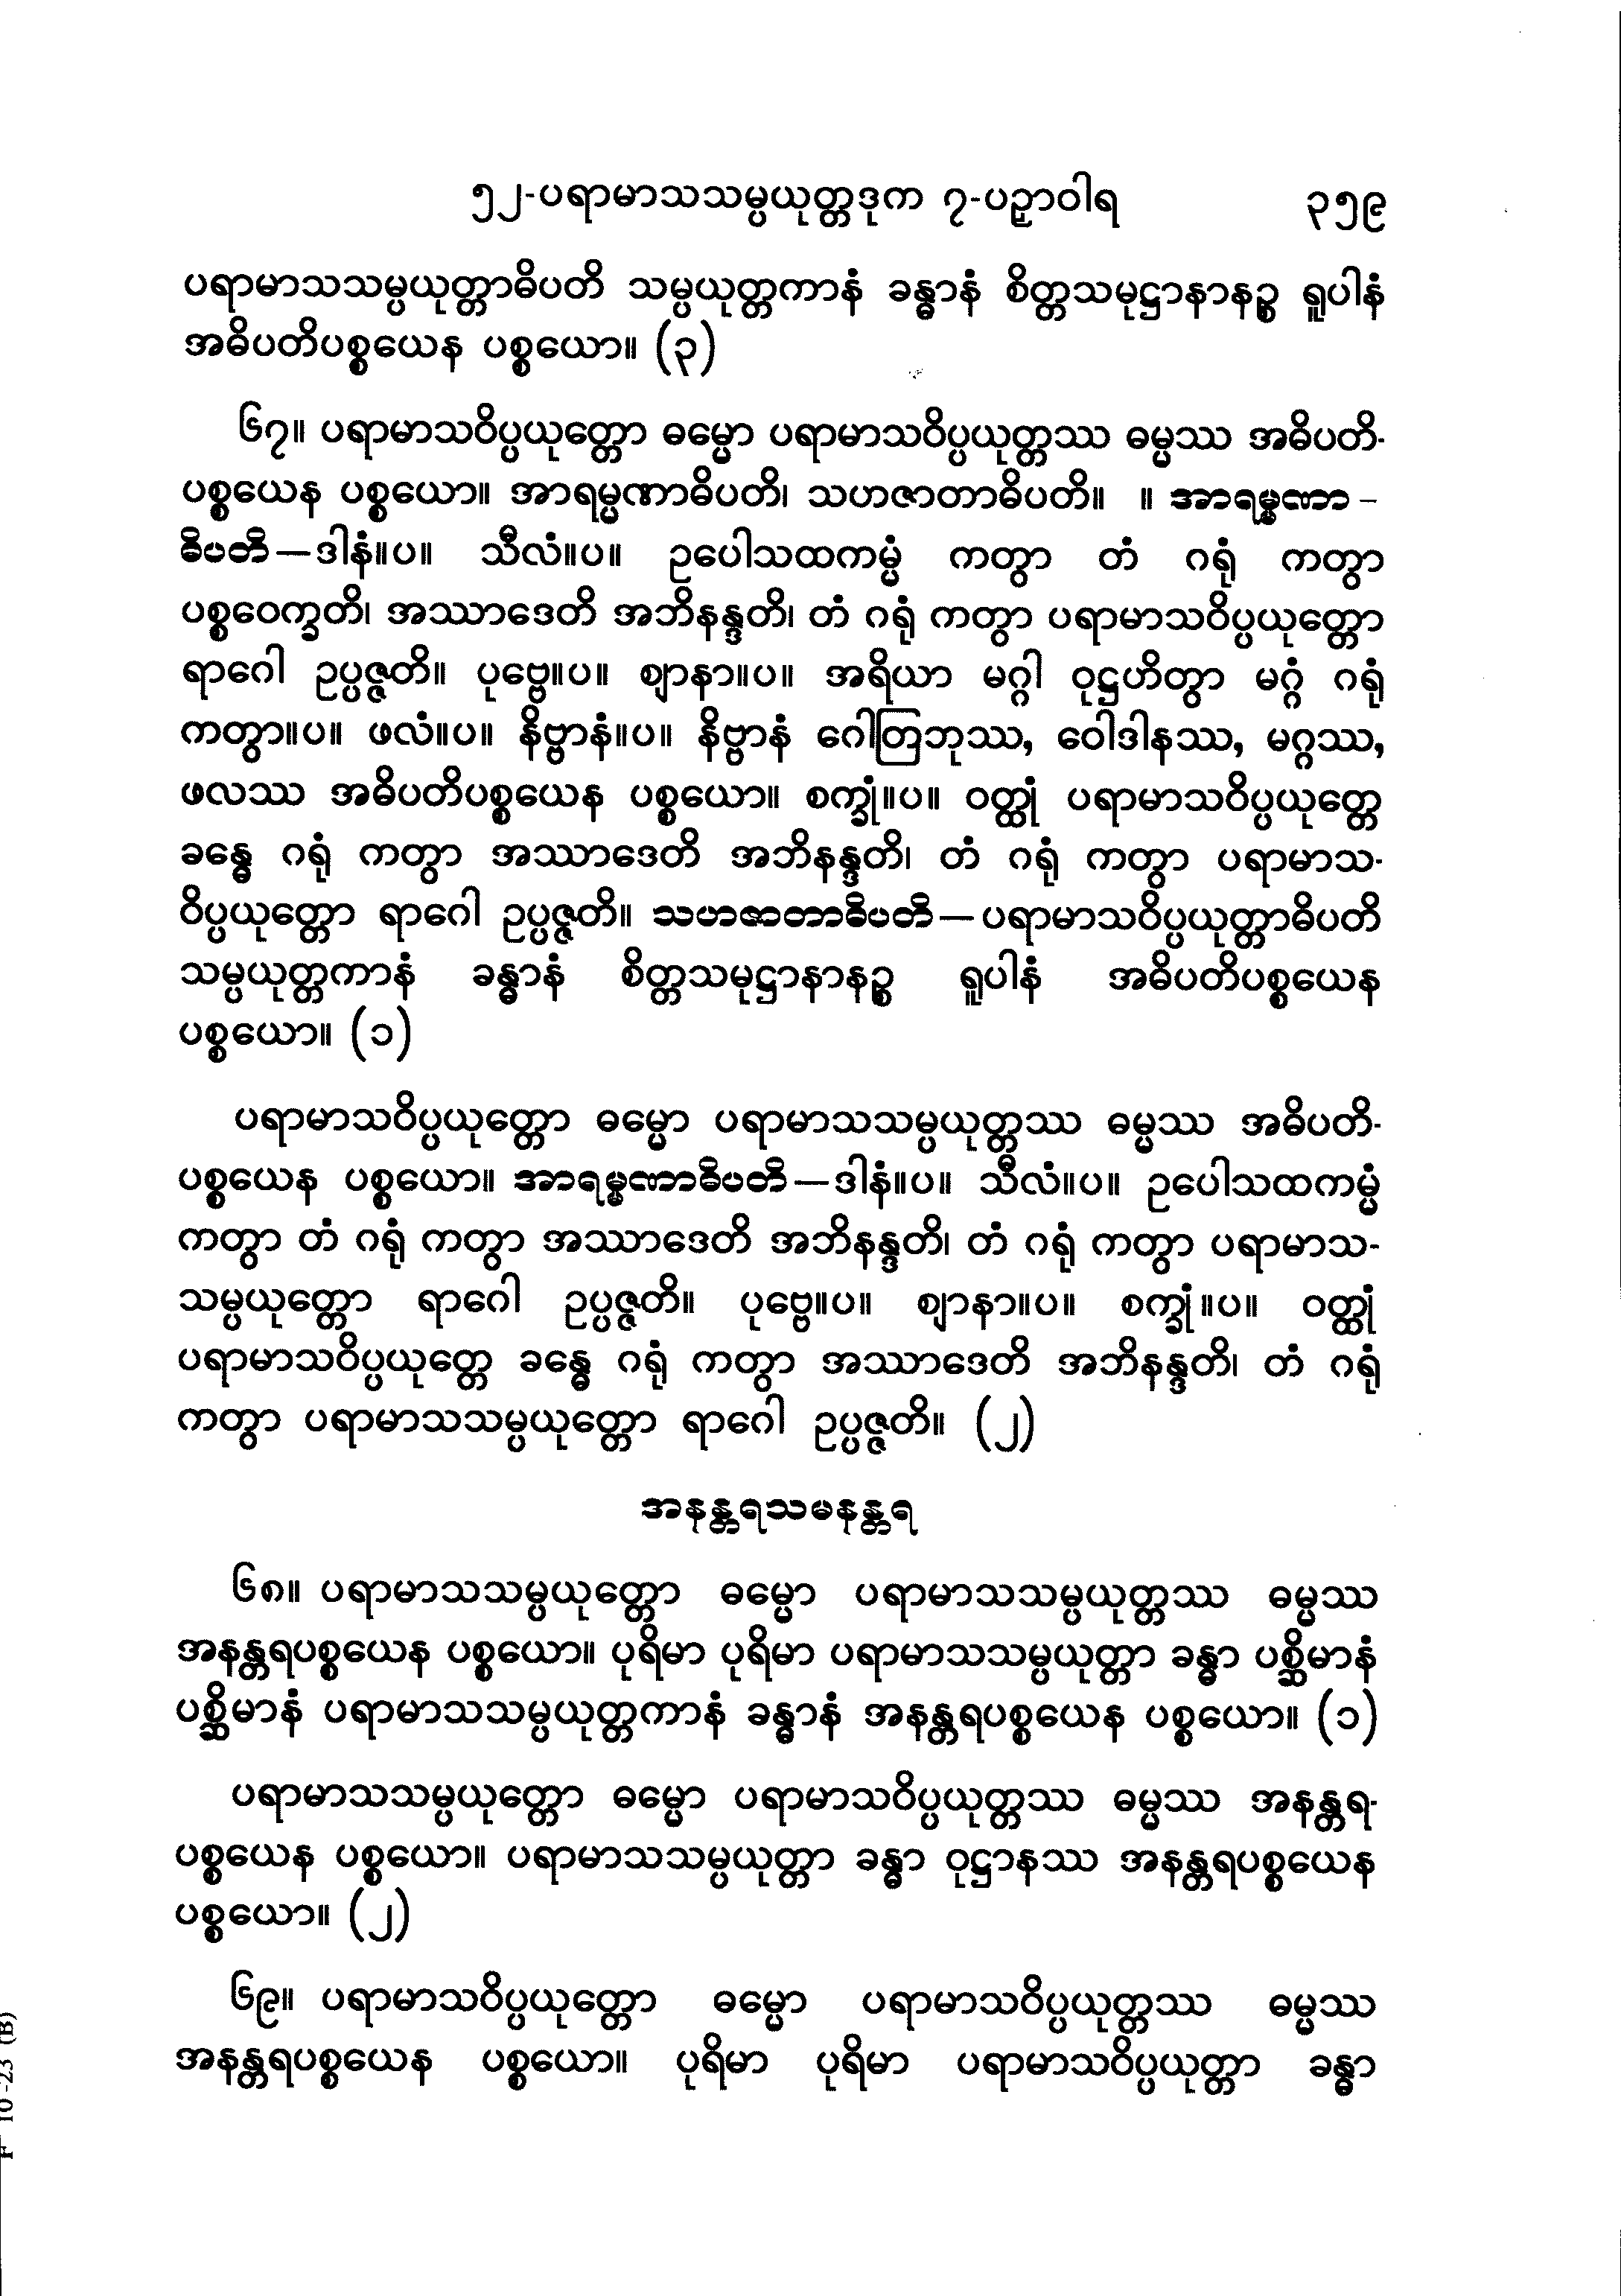 ၅၂-ပရာမာသသမ္ပယုတ္တဒုက ၇-ပဉှာဝါရ ၃၅၉
ပရာမာသသမ္ပယုတ္တာဓိပတိ သမ္ပယုတ္တကာနံ ခန္ဓာနံ စိတ္တသမုဋ္ဌာနာနဉ္စ ရူပါနံ
အဓိပတိပစ္စယေန ပစ္စယော။ (၃)
၆၇။ ပရာမာသဝိပ္ပယုတ္တော ဓမ္မော ပရာမာသဝိပ္ပယုတ္တဿ ဓမ္မဿ အဓိပတိ-
ပစ္စယေန ပစ္စယော။ အာရမ္မဏာဓိပတိ၊ သဟဇာတာဓိပတိ။ ။ အာရမ္မဏာ-
ဓိပတိ—ဒါနံ။ပ။ သီလံ။ပ။ ဥပေါသထကမ္မံ ကတွာ တံ ဂရုံ ကတွာ
ပစ္စဝေက္ခတိ၊ အဿာဒေတိ အဘိနန္ဒတိ၊ တံ ဂရုံ ကတွာ ပရာမာသဝိပ္ပယုတ္တော
ရာဂေါ ဥပ္ပဇ္ဇတိ။ ပုဗ္ဗေ။ပ။ ဈာနာ။ပ။ အရိယာ မဂ္ဂါ ဝုဋ္ဌဟိတွာ မဂ္ဂံ ဂရုံ
ကတွာ။ပ။ ဖလံ။ပ။ နိဗ္ဗာနံ။ပ။ နိဗ္ဗာနံ ဂေါတြဘုဿ, ဝေါဒါနဿ, မဂ္ဂဿ,
ဖလဿ အဓိပတိပစ္စယေန ပစ္စယော။ စက္ခုံ။ပ။ ဝတ္ထုံ ပရာမာသဝိပ္ပယုတ္တေ
ခန္ဓေ ဂရုံ ကတွာ အဿာဒေတိ အဘိနန္ဒတိ၊ တံ ဂရုံ ကတွာ ပရာမာသ-
ဝိပ္ပယုတ္တော ရာဂေါ ဥပ္ပဇ္ဇတိ။ သဟဇာတာဓိပတိ—ပရာမာသဝိပ္ပယုတ္တာဓိပတိ
သမ္ပယုတ္တကာနံ ခန္ဓာနံ စိတ္တသမုဋ္ဌာနာနဉ္စ ရူပါနံ အဓိပတိပစ္စယေန
ပစ္စယော။ (၁)
ပရာမာသဝိပ္ပယုတ္တော ဓမ္မော ပရာမာသသမ္ပယုတ္တဿ ဓမ္မဿ အဓိပတိ-
ပစ္စယေန ပစ္စယော။ အာရမ္မဏာဓိပတိ—ဒါနံ။ပ။ သီလံ။ပ။ ဥပေါသထကမ္မံ
ကတွာ တံ ဂရုံ ကတွာ အဿာဒေတိ အဘိနန္ဒတိ၊ တံ ဂရုံ ကတွာ ပရာမာသ-
သမ္ပယုတ္တော ရာဂေါ ဥပ္ပဇ္ဇတိ။ ပုဗ္ဗေ။ပ။ ဈာနာ။ပ။ စက္ခုံ။ပ။ ဝတ္ထုံ
ပရာမာသဝိပ္ပယုတ္တေ ခန္ဓေ ဂရုံ ကတွာ အဿာဒေတိ အဘိနန္ဒတိ၊ တံ ဂရုံ
ကတွာ ပရာမာသသမ္ပယုတ္တော ရာဂေါ ဥပ္ပဇ္ဇတိ။ (၂)
အနန္တရသမနန္တရ
၆၈။ ပရာမာသသမ္ပယုတ္တော ဓမ္မော ပရာမာသသမ္ပယုတ္တဿ ဓမ္မဿ
အနန္တရပစ္စယေန ပစ္စယော။ ပုရိမာ ပုရိမာ ပရာမာသသမ္ပယုတ္တာ ခန္ဓာ ပစ္ဆိမာနံ
ပစ္ဆိမာနံ ပရာမာသသမ္ပယုတ္တကာနံ ခန္ဓာနံ အနန္တရပစ္စယေန ပစ္စယော။ (၁)
ပရာမာသသမ္ပယုတ္တော ဓမ္မော ပရာမာသဝိပ္ပယုတ္တဿ ဓမ္မဿ အနန္တရ-
ပစ္စယေန ပစ္စယော။ ပရာမာသသမ္ပယုတ္တာ ခန္ဓာ ဝုဋ္ဌာနဿ အနန္တရပစ္စယေန
ပစ္စယော။ (၂)
၆၉။ ပရာမာသဝိပ္ပယုတ္တော ဓမ္မော ပရာမာသဝိပ္ပယုတ္တဿ ဓမ္မဿ
အနန္တရပစ္စယေန ပစ္စယော။ ပုရိမာ ပုရိမာ ပရာမာသဝိပ္ပယုတ္တာ ခန္ဓာ
F 10-23 (B)